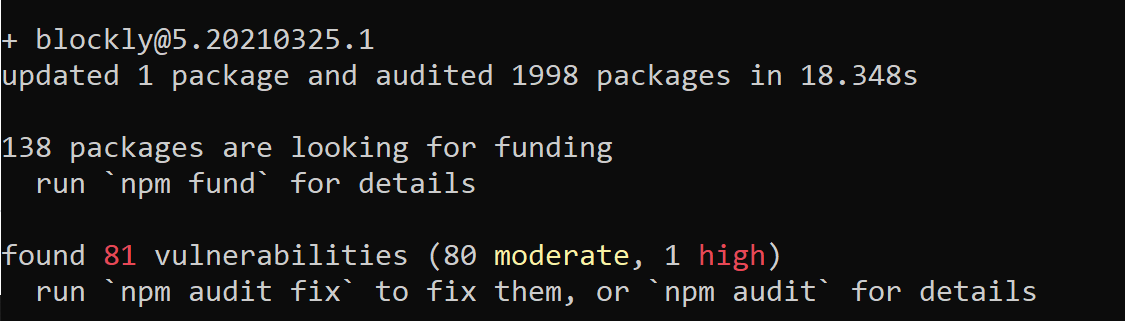 + blockly@5.20210325.1
updated 1 package and audited 1998 packages in 18.348s
138 packages are looking for funding
run `npm fund` for details
found 81 vulnerabilities (80 moderate, 1 high)
run `npm audit fix` to fix them, or `npm audit` for details